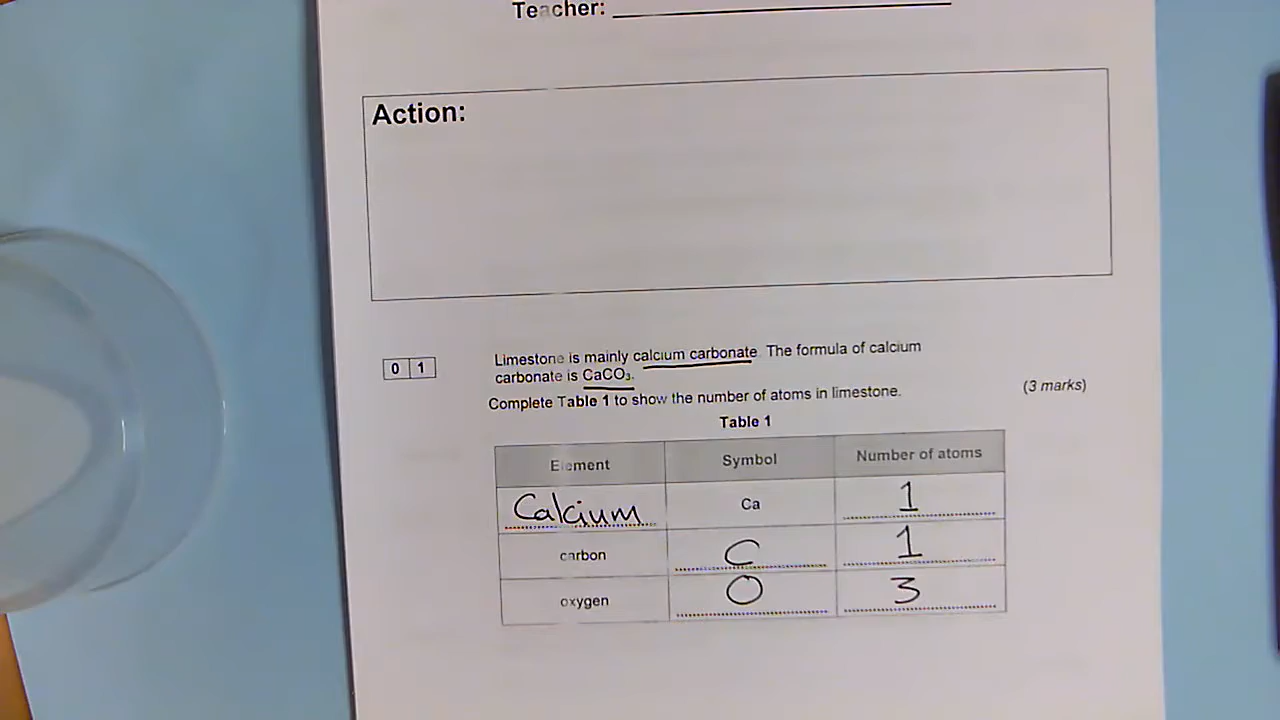 Teacher:
Action:
0 1
Limestone is mainly calcium carbonate. The formula of calcium
carbonate is CaCO₃.
Complete Table 1 to show the number of atoms in limestone.
(3 marks)
Table 1
Element Symbol Number of atoms
Calcium Ca 1
carbon C 1
oxygen O 3